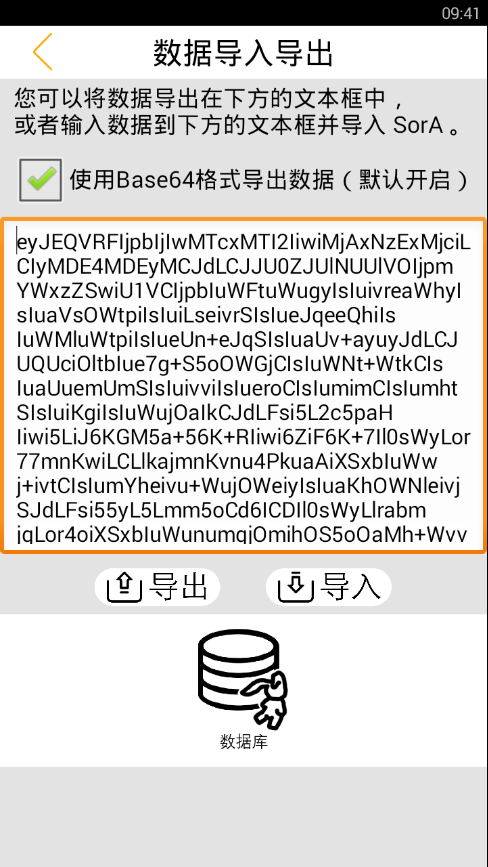 09:41
数据导入导出
您可以将数据导出在下方的文本框中，
或者输入数据到下方的文本框并导入 SorA 。
使用Base64格式导出数据（默认开启）
eyJEQVRFIjpbIjIwMTcxMTI2IiwiMjAxNzExMjciL
CIyMDE4MDEyMCJdLCJJU0ZJUlNUUlVOIjpm
YWxzZSwiU1VCIjpbIuWFtuWugyIsIuivreaWhyI
sIuaVsOWtpiIsIuiLseivrSIsIueJqeeQhiIs
IuWMluWtpiIsIueUn+eJqSIsIuaUv+ayuyJdLCJ
UQUciOltbIue7g+S5oOWGjCIsIuWNt+WtkCIs
IuaUuemUmSIsIuivviIsIueroCIsIumimCIsIumht
SIsIuiKgiIsIuWujOaIkCJdLFsi5L2c5paH
Iiwi5LiJ6KGM5a+56K+RIiwi6ZiF6K+7Il0sWyLor
77mnKwiLCLlkajmnKvnu4PkuaAiXSxbIuWw
j+ivtCIsIumYheivu+WujOWeiyIsIuaKhOWNleivj
SJdLFsi55yL5Lmm5oCd6ICDIl0sWyLlrabm
jqLor4oiXSxbIuWunumqjOmihOS5oOaMh+Wvv
导出
导入
数据库